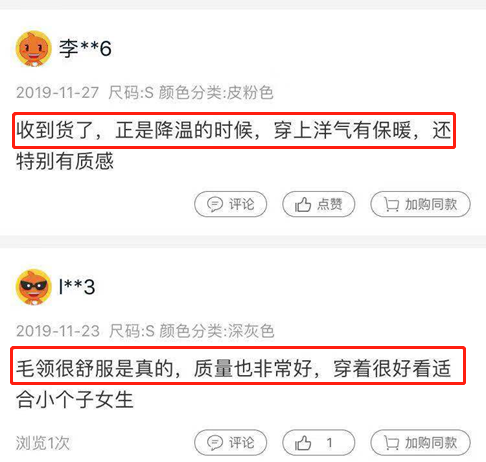 李**6
2019-11-27 尺码:S 颜色分类:皮粉色
收到货了，正是降温的时候，穿上洋气有保暖，还
特别有质感
评论 点赞 加购同款
l**3
2019-11-23 尺码:S 颜色分类:深灰色
毛领很舒服是真的，质量也非常好，穿着很好看适
合小个子女生
浏览1次 评论 1 加购同款